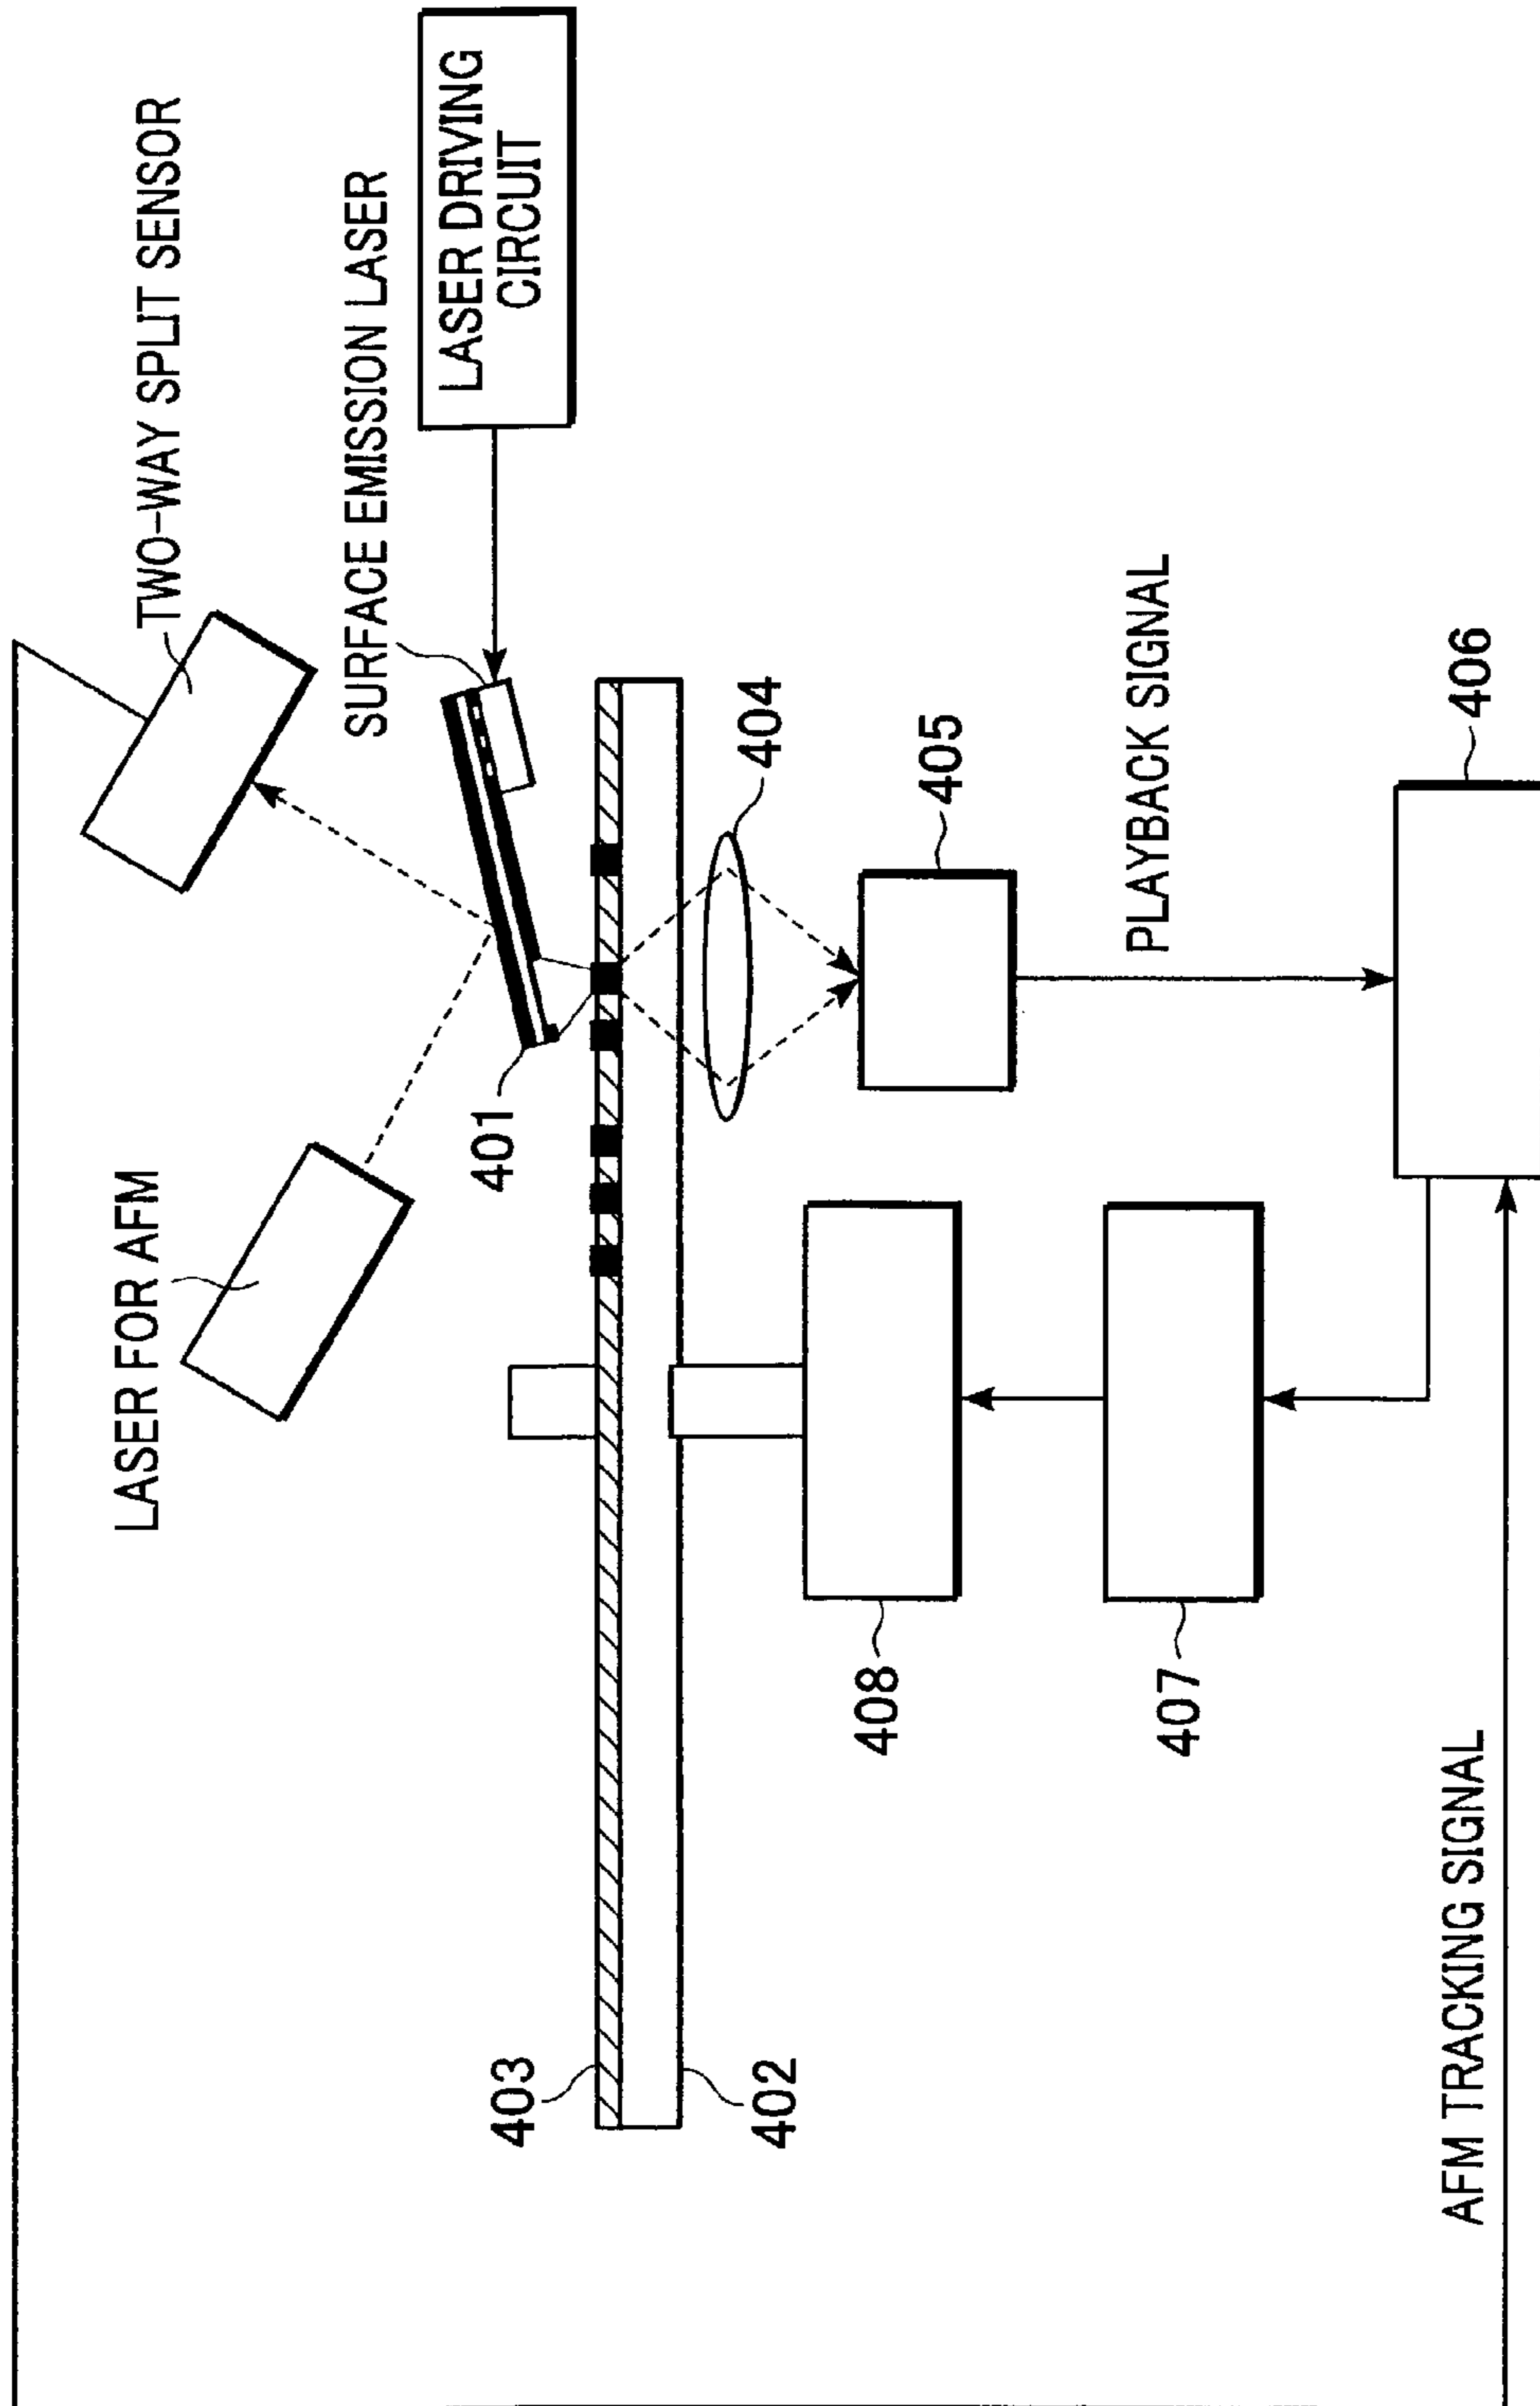 TWO-WAY SPLIT SENSOR
LASER FOR AFM
SURFACE EMISSION LASER
LASER DRIVING
CIRCUIT
401
403
402
404
405
408
407
PLAYBACK SIGNAL
406
AFM TRACKING SIGNAL